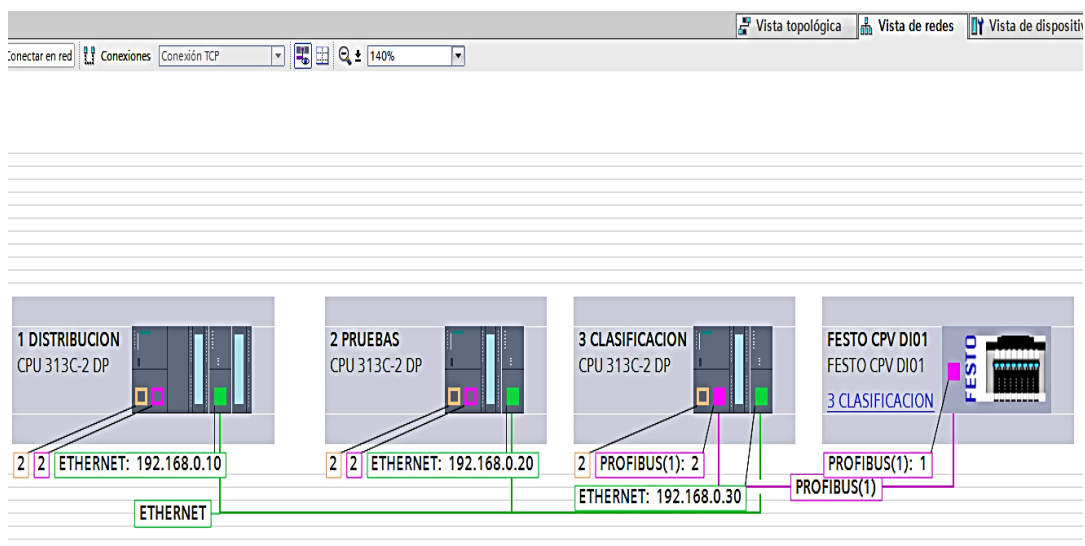 Vista topológica
Vista de redes
Vista de dispositiv
Conectar en red
Conexiones
Conexión TCP
140%
1 DISTRIBUCION
CPU 313C-2 DP
2 PRUEBAS
CPU 313C-2 DP
3 CLASIFICACION
CPU 313C-2 DP
FESTO CPV DI01
FESTO CPV DI01
3 CLASIFICACION
FESTO
2
2
ETHERNET: 192.168.0.10
2
2
ETHERNET: 192.168.0.20
2
PROFIBUS(1): 2
PROFIBUS(1): 1
ETHERNET: 192.168.0.30
PROFIBUS(1)
ETHERNET